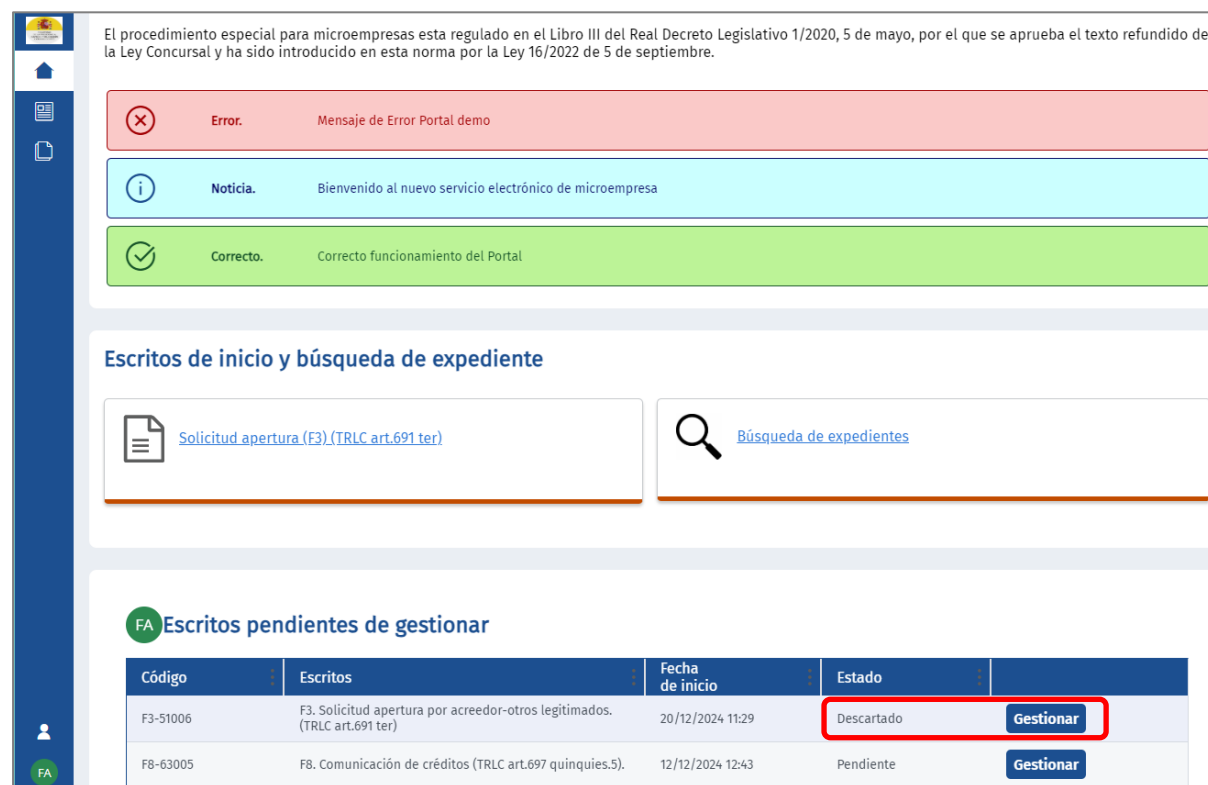 El procedimiento especial para microempresas esta regulado en el Libro III del Real Decreto Legislativo 1/2020, 5 de mayo, por el que se aprueba el texto refundido de
la Ley Concursal y ha sido introducido en esta norma por la Ley 16/2022 de 5 de septiembre.
Error. Mensaje de Error Portal demo
Noticia. Bienvenido al nuevo servicio electrónico de microempresa
Correcto. Correcto funcionamiento del Portal
Escritos de inicio y búsqueda de expediente
Solicitud apertura (F3) (TRLC art.691 ter)
Búsqueda de expedientes
FA Escritos pendientes de gestionar
Código Escritos Fecha de inicio Estado
F3-51006 F3. Solicitud apertura por acreedor-otros legitimados. (TRLC art.691 ter) 20/12/2024 11:29 Descartado Gestionar
F8-63005 F8. Comunicación de créditos (TRLC art.697 quinquies.5). 12/12/2024 12:43 Pendiente Gestionar
FA